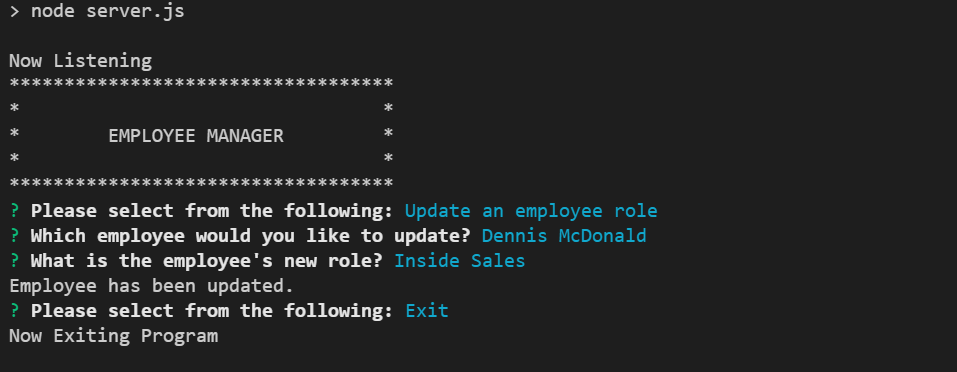 > node server.js
Now Listening
***********************************
*                                 *
*        EMPLOYEE MANAGER         *
*                                 *
***********************************
? Please select from the following: Update an employee role
? Which employee would you like to update? Dennis McDonald
? What is the employee's new role? Inside Sales
Employee has been updated.
? Please select from the following: Exit
Now Exiting Program